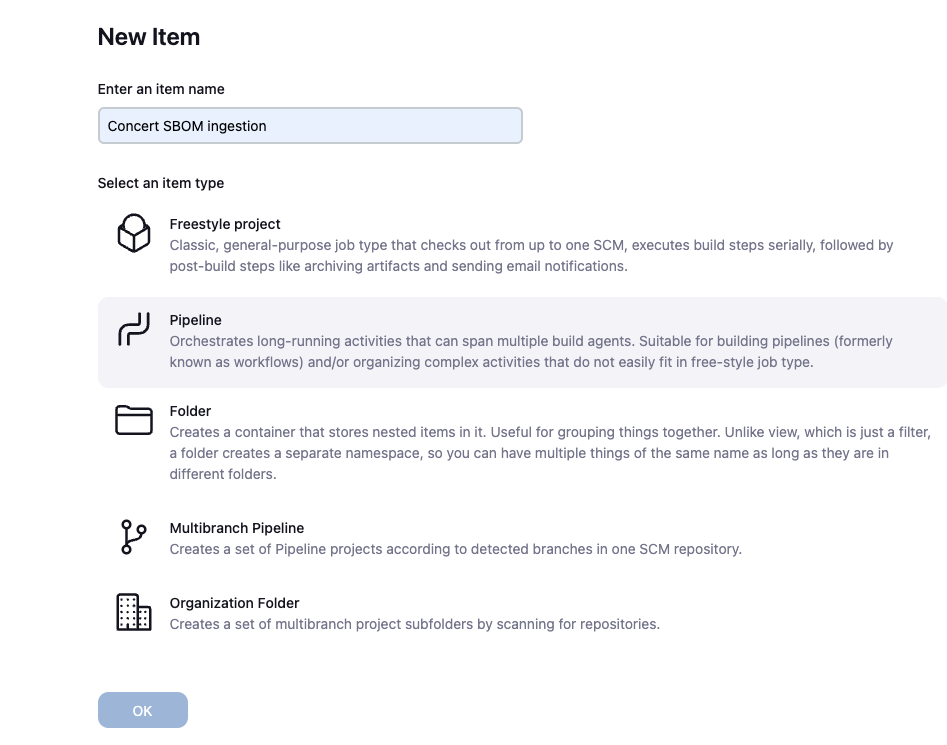 New Item
Enter an item name
Concert SBOM ingestion
Select an item type
Freestyle project
Classic, general-purpose job type that checks out from up to one SCM, executes build steps serially, followed by
post-build steps like archiving artifacts and sending email notifications.
Pipeline
Orchestrates long-running activities that can span multiple build agents. Suitable for building pipelines (formerly
known as workflows) and/or organizing complex activities that do not easily fit in free-style job type.
Folder
Creates a container that stores nested items in it. Useful for grouping things together. Unlike view, which is just a filter,
a folder creates a separate namespace, so you can have multiple things of the same name as long as they are in
different folders.
Multibranch Pipeline
Creates a set of Pipeline projects according to detected branches in one SCM repository.
Organization Folder
Creates a set of multibranch project subfolders by scanning for repositories.
OK